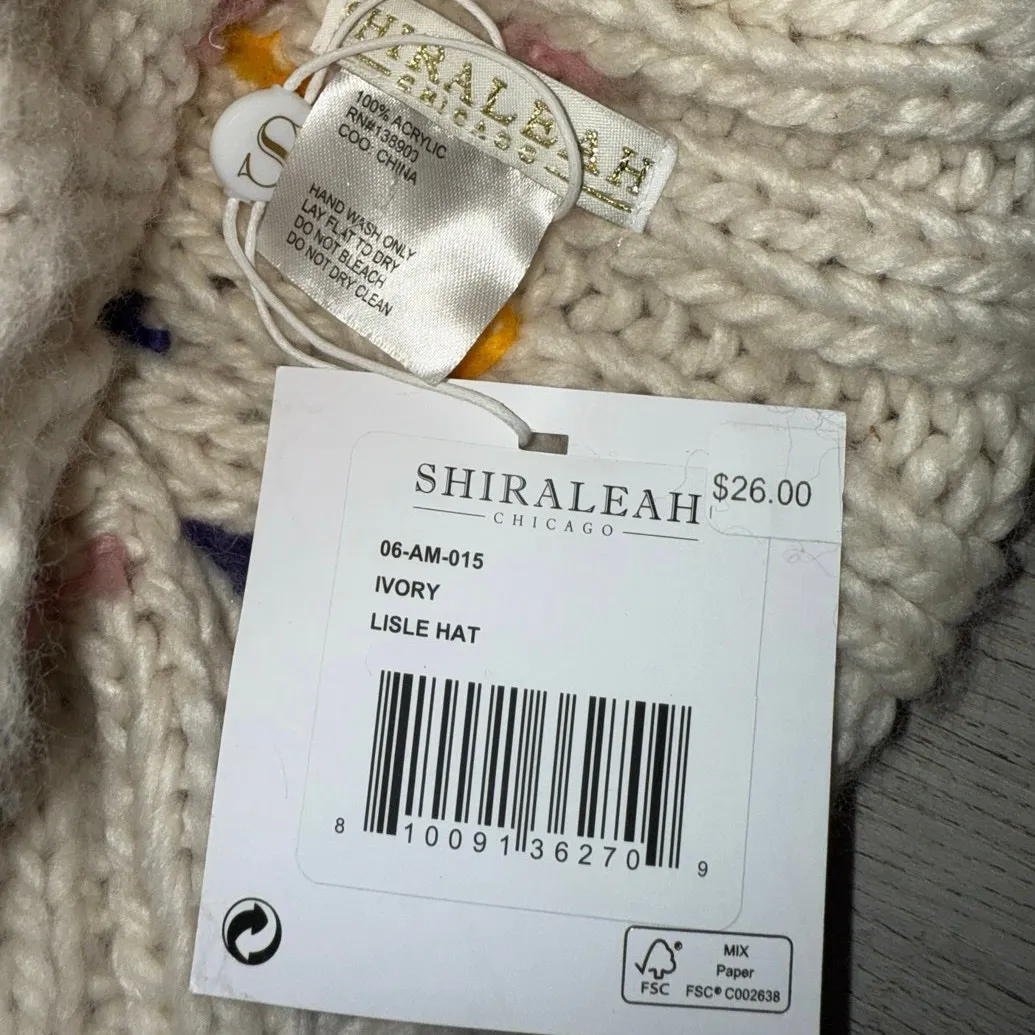 SHIRALEAH
CHICAGO
S
100% ACRYLIC
RN#138903
COO: CHINA
HAND WASH ONLY
LAY FLAT TO DRY
DO NOT BLEACH
DO NOT DRY CLEAN
SHIRALEAH
CHICAGO
$26.00
06-AM-015
IVORY
LISLE HAT
8 10091 36270 9
FSC
MIX
Paper
FSC® C002638